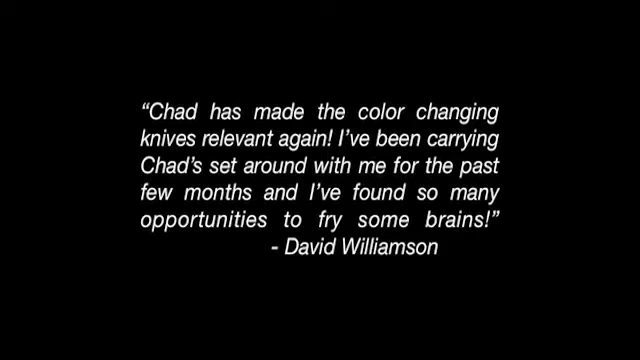 “Chad has made the color changing
knives relevant again! I’ve been carrying
Chad’s set around with me for the past
few months and I’ve found so many
opportunities to fry some brains!”
- David Williamson